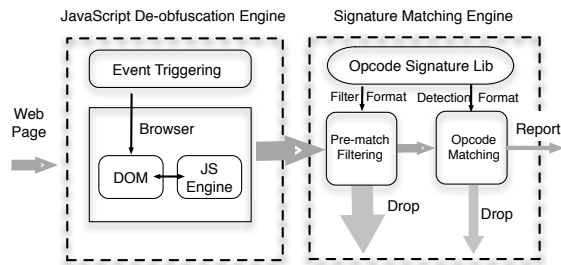 JavaScript De-obfuscation Engine
Signature Matching Engine
Event Triggering
Opcode Signature Lib
Filter Format
Detection Format
Web
Page
Browser
DOM
JS
Engine
Pre-match
Filtering
Opcode
Matching
Report
Drop
Drop